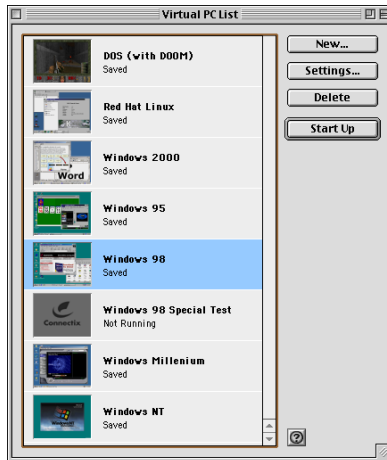 Virtual PC List
DOS (with DOOM)
Saved
Red Hat Linux
Saved
Word
Windows 2000
Saved
Windows 95
Saved
Windows 98
Saved
Connectix
Windows 98 Special Test
Not Running
Windows Millenium
Saved
Windows NT
Saved
New...
Settings...
Delete
Start Up
?